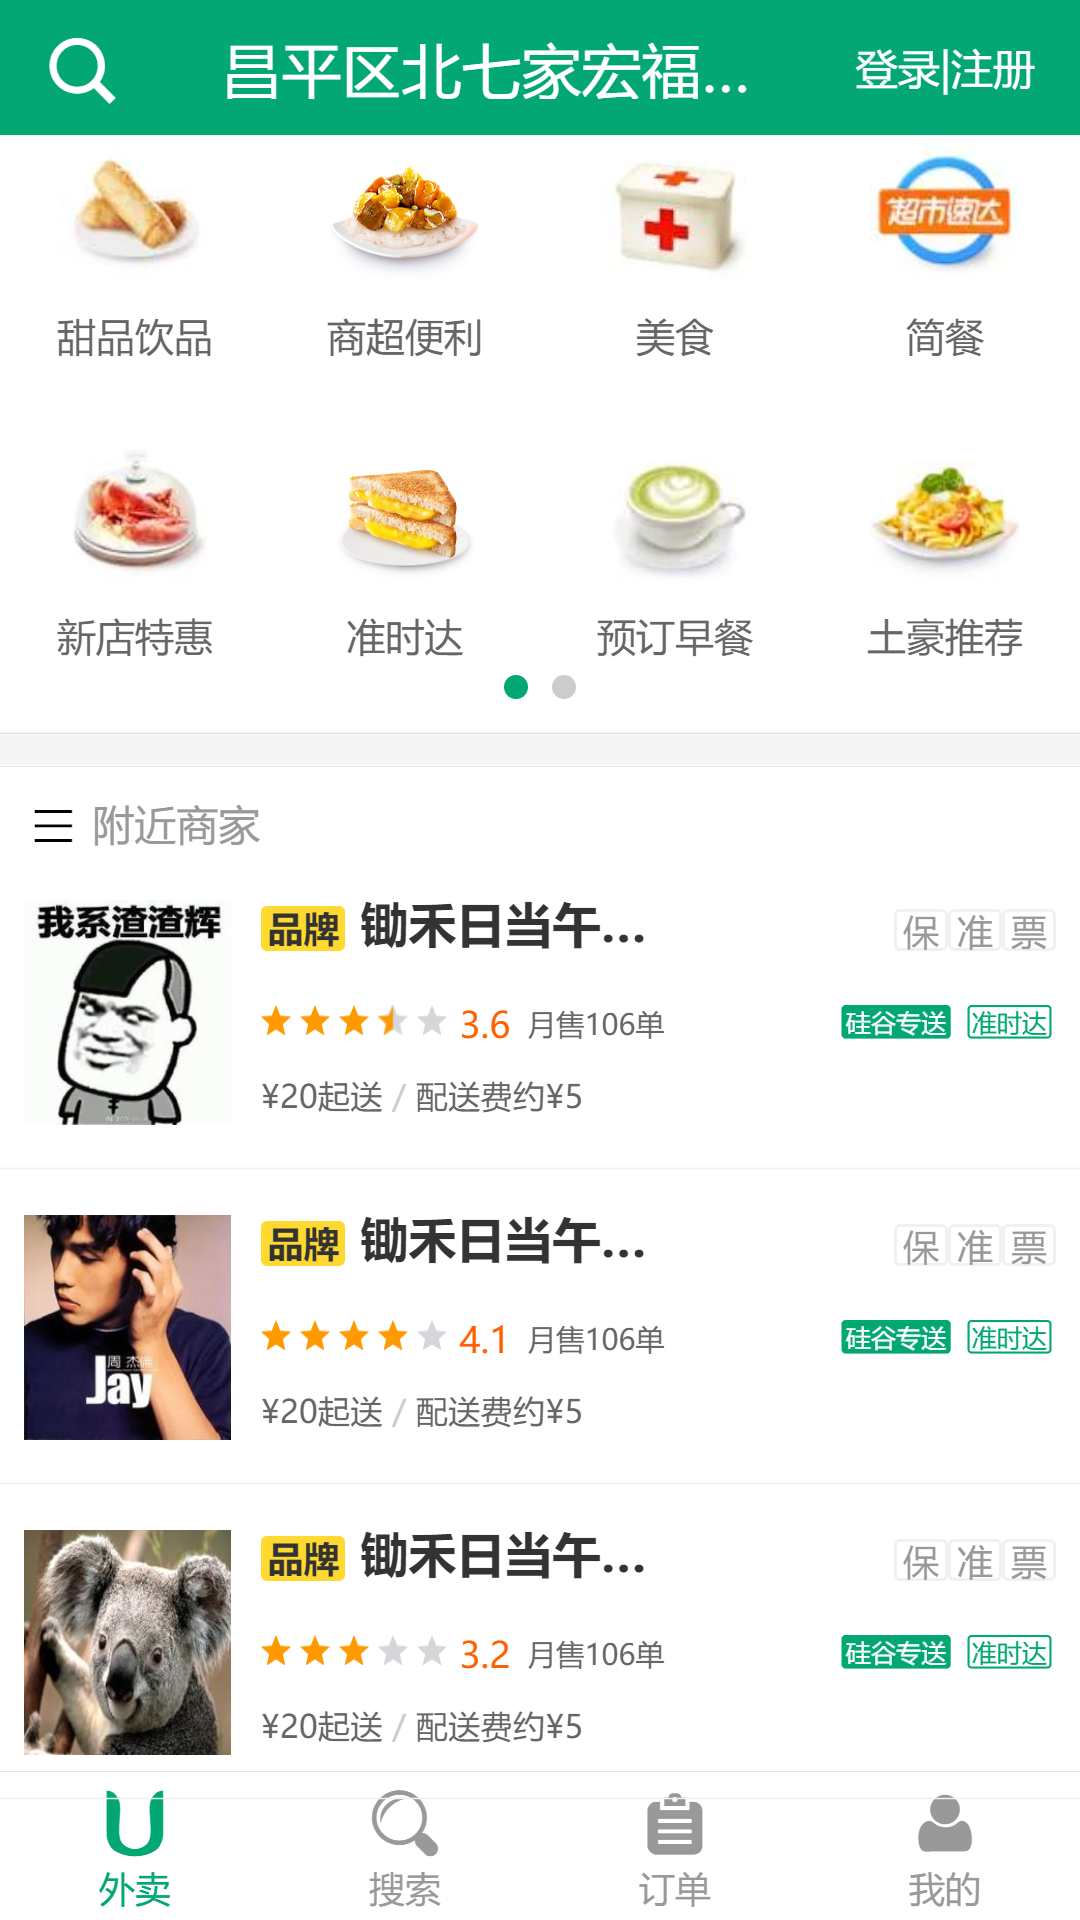 昌平区北七家宏福...
登录|注册
超市速达
甜品饮品
商超便利
美食
简餐
新店特惠
准时达
预订早餐
土豪推荐
附近商家
我系渣渣辉
品牌 锄禾日当午...
保 准 票
3.6 月售106单
硅谷专送 准时达
¥20起送 / 配送费约¥5
周 杰倫
Jay
品牌 锄禾日当午...
保 准 票
4.1 月售106单
硅谷专送 准时达
¥20起送 / 配送费约¥5
品牌 锄禾日当午...
保 准 票
3.2 月售106单
硅谷专送 准时达
¥20起送 / 配送费约¥5
外卖
搜索
订单
我的